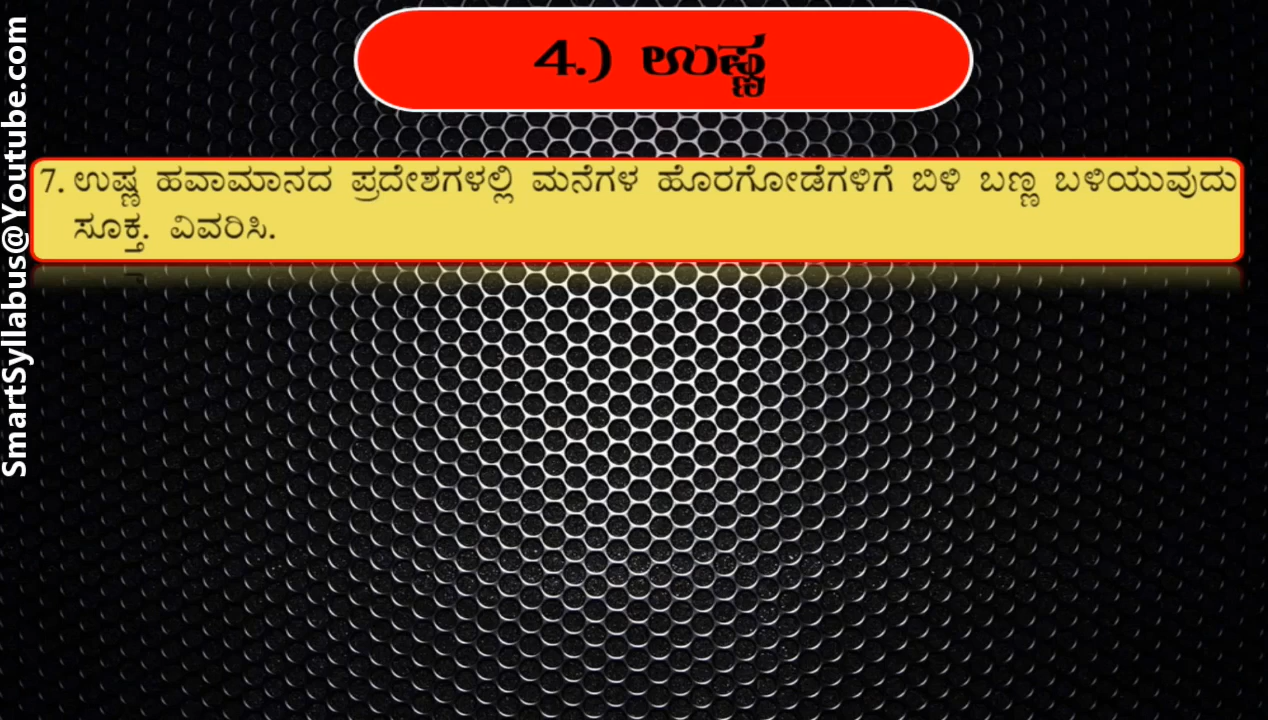 4.) ಉಷ್ಣ
7. ಉಷ್ಣ ಹವಾಮಾನದ ಪ್ರದೇಶಗಳಲ್ಲಿ ಮನೆಗಳ ಹೊರಗೋಡೆಗಳಿಗೆ ಬಿಳಿ ಬಣ್ಣ ಬಳಿಯುವುದು
ಸೂಕ್ತ. ವಿವರಿಸಿ.
SmartSyllabus@Youtube.com